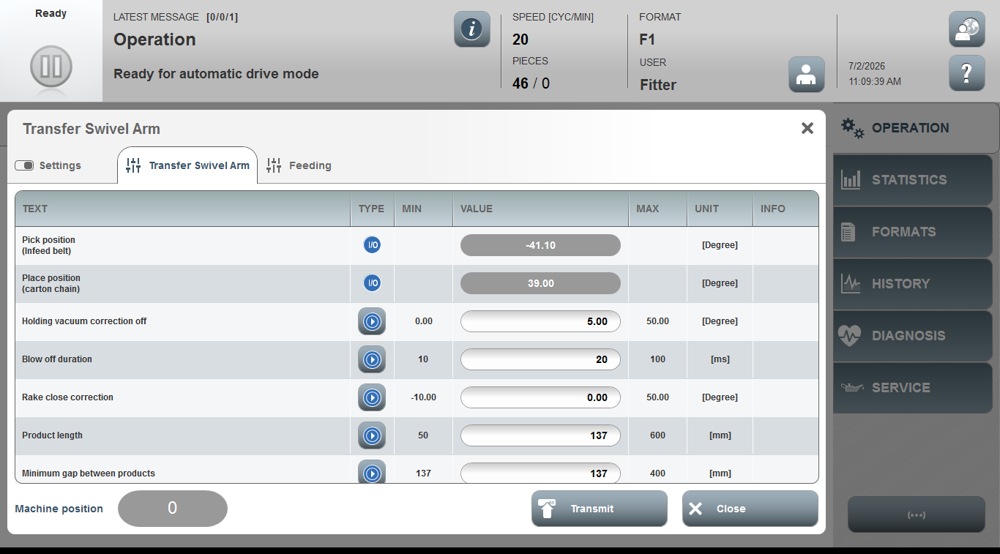 Ready
LATEST MESSAGE [0/0/1]
Operation
Ready for automatic drive mode
i
SPEED [CYC/MIN]
20
PIECES
46 / 0
FORMAT
F1
USER
Fitter
7/2/2026
11:09:39 AM
?
Transfer Swivel Arm
Settings
Transfer Swivel Arm
Feeding
TEXT TYPE MIN VALUE MAX UNIT INFO
Pick position
(Infeed belt)
I/O -41.10 [Degree]
Place position
(carton chain)
I/O 39.00 [Degree]
Holding vacuum correction off 0.00 5.00 50.00 [Degree]
Blow off duration 10 20 100 [ms]
Rake close correction -10.00 0.00 50.00 [Degree]
Product length 50 137 600 [mm]
Minimum gap between products 137 137 400 [mm]
Machine position 0
Transmit
Close
OPERATION
STATISTICS
FORMATS
HISTORY
DIAGNOSIS
SERVICE
(•••)